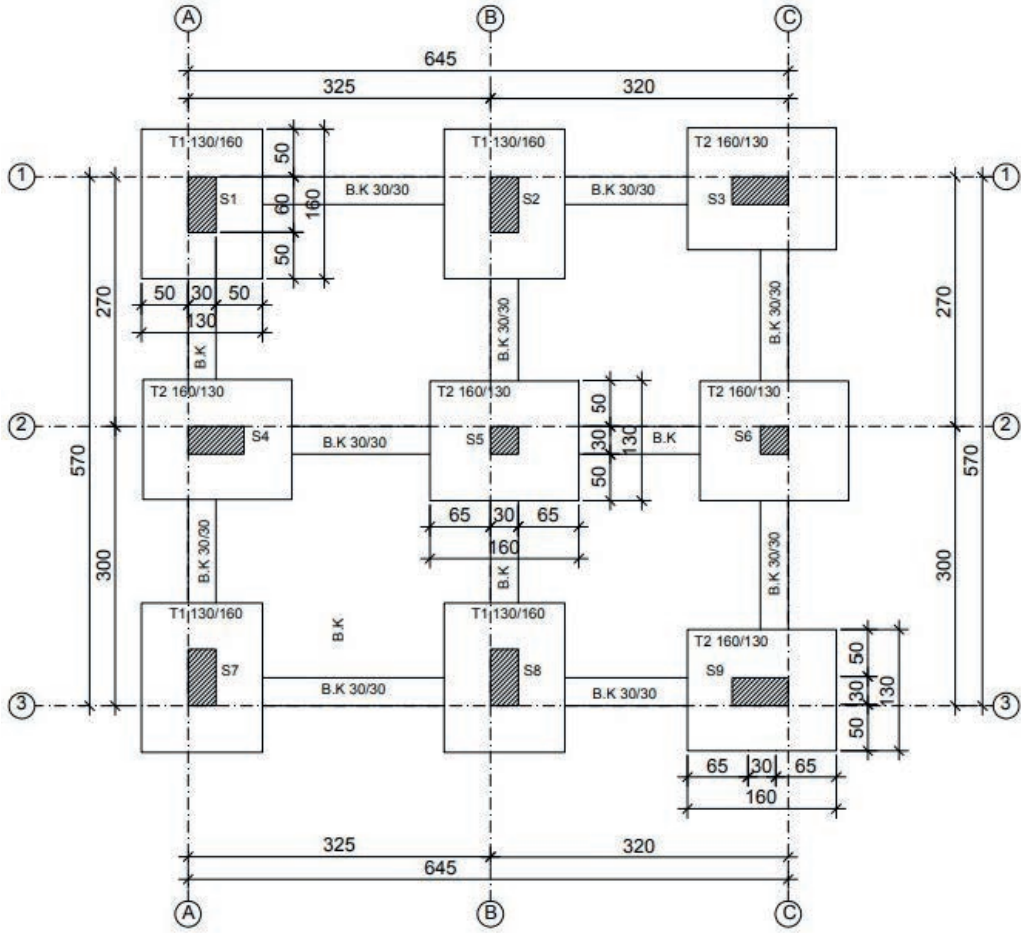 A
B
C
645
325
320
T1 130/160
T1 130/160
T2 160/130
50
60
50
160
1
S1
B.K 30/30
S2
B.K 30/30
S3
1
50
30
50
130
270
570
B.K
B.K 30/30
B.K 30/30
270
570
T2 160/130
T2 160/130
T2 160/130
50
30
50
130
2
S4
B.K 30/30
S5
B.K
S6
2
65
30
65
160
300
B.K 30/30
B.K
B.K 30/30
300
T1 130/160
T1 130/160
T2 160/130
B.K
50
30
50
130
S7
S8
S9
B.K 30/30
B.K 30/30
3
3
65
30
65
160
325
320
645
A
B
C